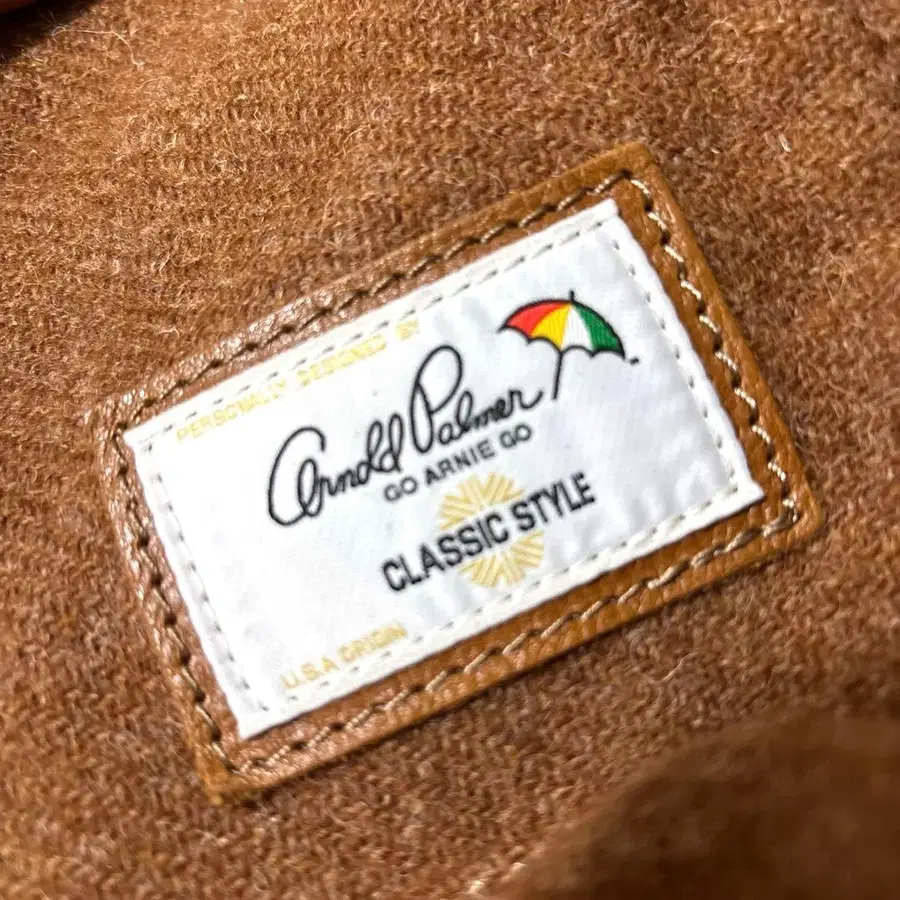 PERSONALLY DESIGNED BY
Arnold Palmer
GO ARNIE GO
CLASSIC STYLE
U.S.A ORIGIN